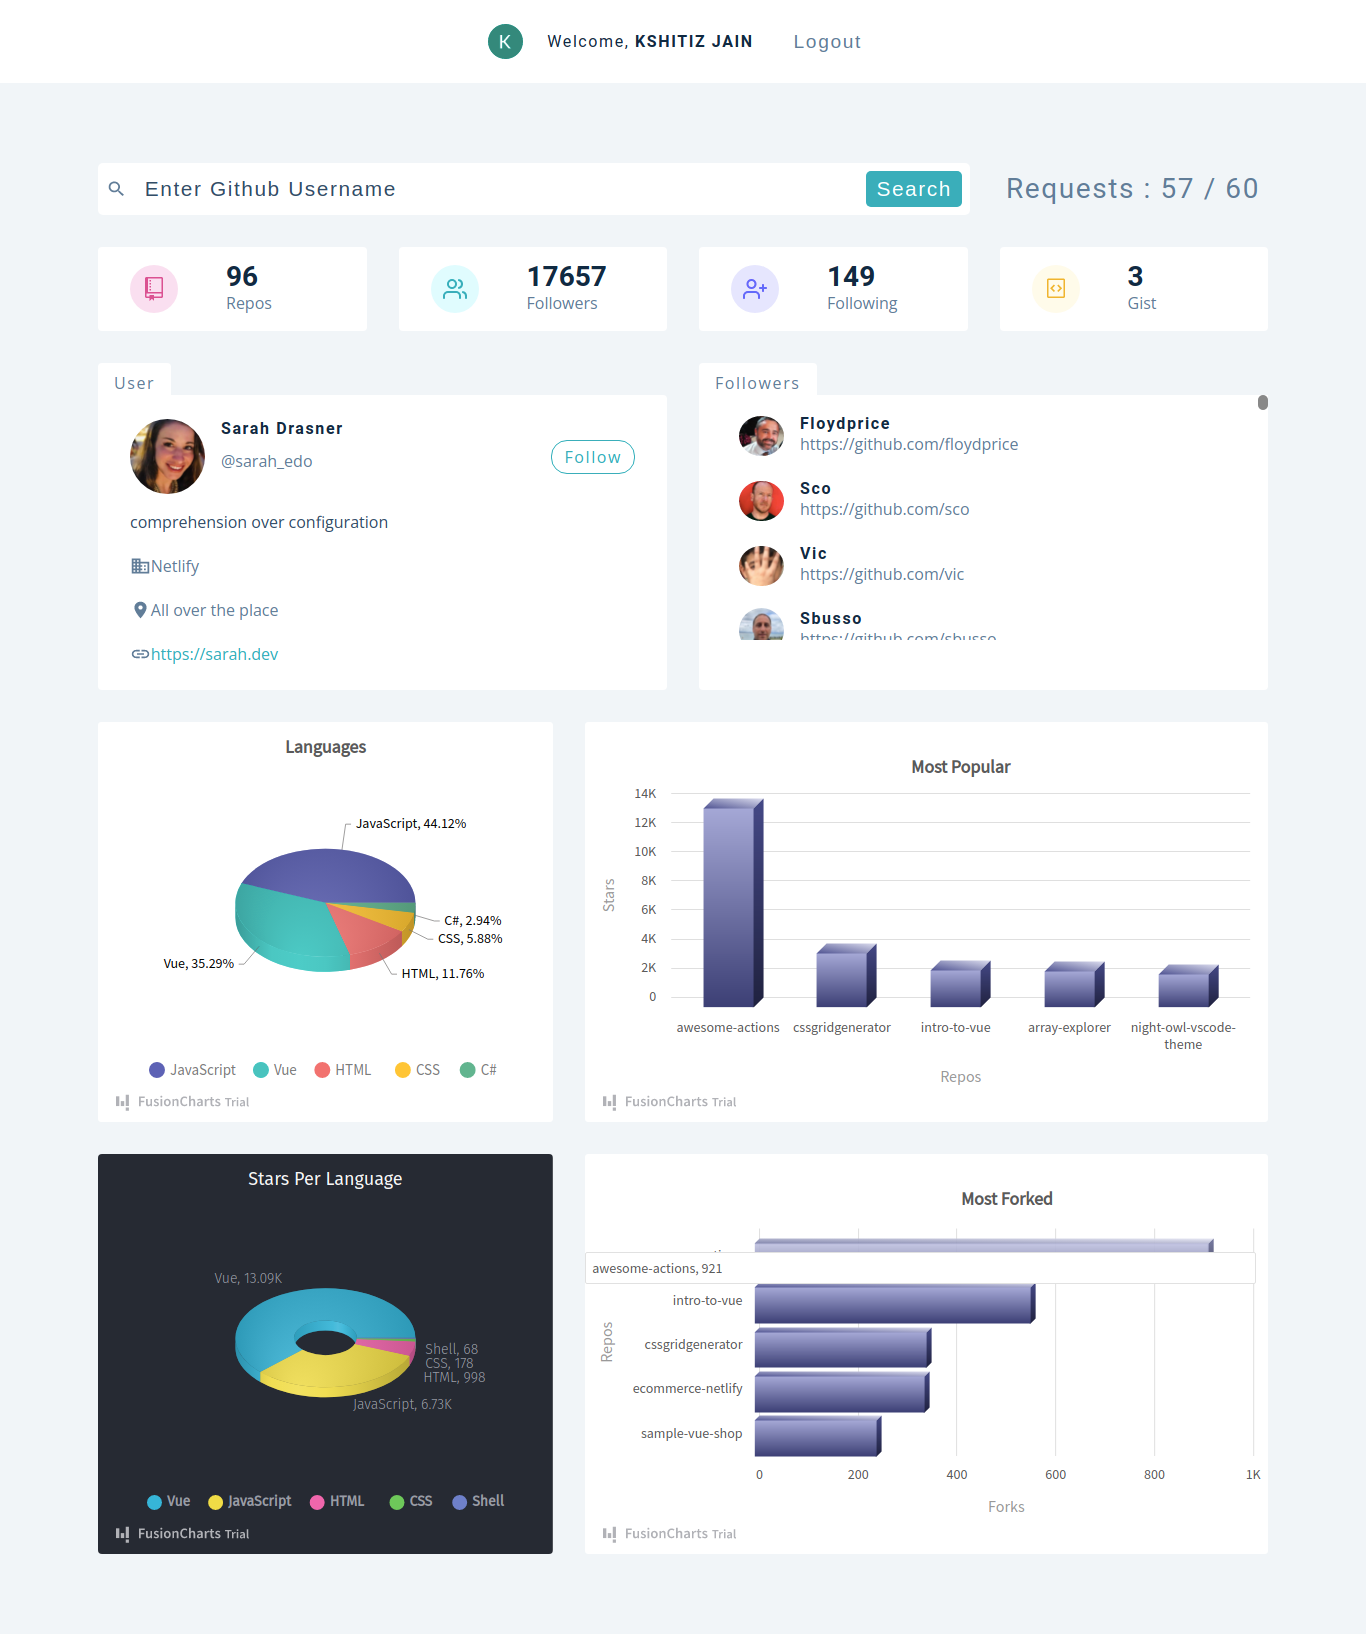 K
Welcome, KSHITIZ JAIN
Logout
Enter Github Username
Search
Requests : 57 / 60
96
Repos
17657
Followers
149
Following
3
Gist
User
Sarah Drasner
@sarah_edo
Follow
comprehension over configuration
Netlify
All over the place
https://sarah.dev
Followers
Floydprice
https://github.com/floydprice
Sco
https://github.com/sco
Vic
https://github.com/vic
Sbusso
https://github.com/sbusso
Languages
JavaScript, 44.12%
C#, 2.94%
CSS, 5.88%
Vue, 35.29%
HTML, 11.76%
JavaScript
Vue
HTML
CSS
C#
FusionCharts Trial
Most Popular
14K
12K
10K
8K
6K
4K
2K
0
Stars
awesome-actions
cssgridgenerator
intro-to-vue
array-explorer
night-owl-vscode-
theme
Repos
FusionCharts Trial
Stars Per Language
Vue, 13.09K
Shell, 68
CSS, 178
HTML, 998
JavaScript, 6.73K
Vue
JavaScript
HTML
CSS
Shell
FusionCharts Trial
Most Forked
awesome-actions, 921
intro-to-vue
cssgridgenerator
ecommerce-netlify
sample-vue-shop
Repos
0
200
400
600
800
1K
Forks
FusionCharts Trial